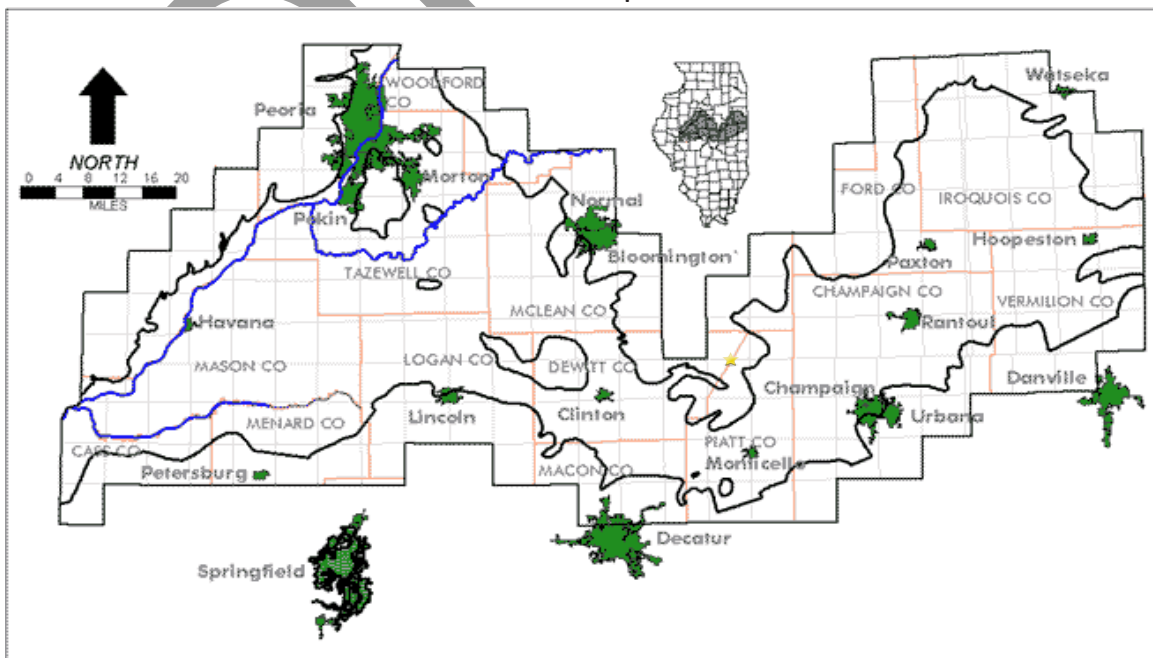 Watseka
WOODFORD
CO
Peoria
NORTH
0 4 8 12 16 20
MILES
Morton
FORD CO
IROQUOIS CO
Pekin
Normal
Hoopeston
Bloomington'
Paxton
TAZEWELL CO
CHAMPAIGN CO
VERMILION CO
MCLEAN CO
Havana
Rantoul
MASON CO
LOGAN CO
DEWITT CO
Danville
Champaign
Lincoln
Clinton
Urbana
MENARD CO
CASS CO
PIATT CO
Monticello
Petersburg
MACON CO
Decatur
Springfield